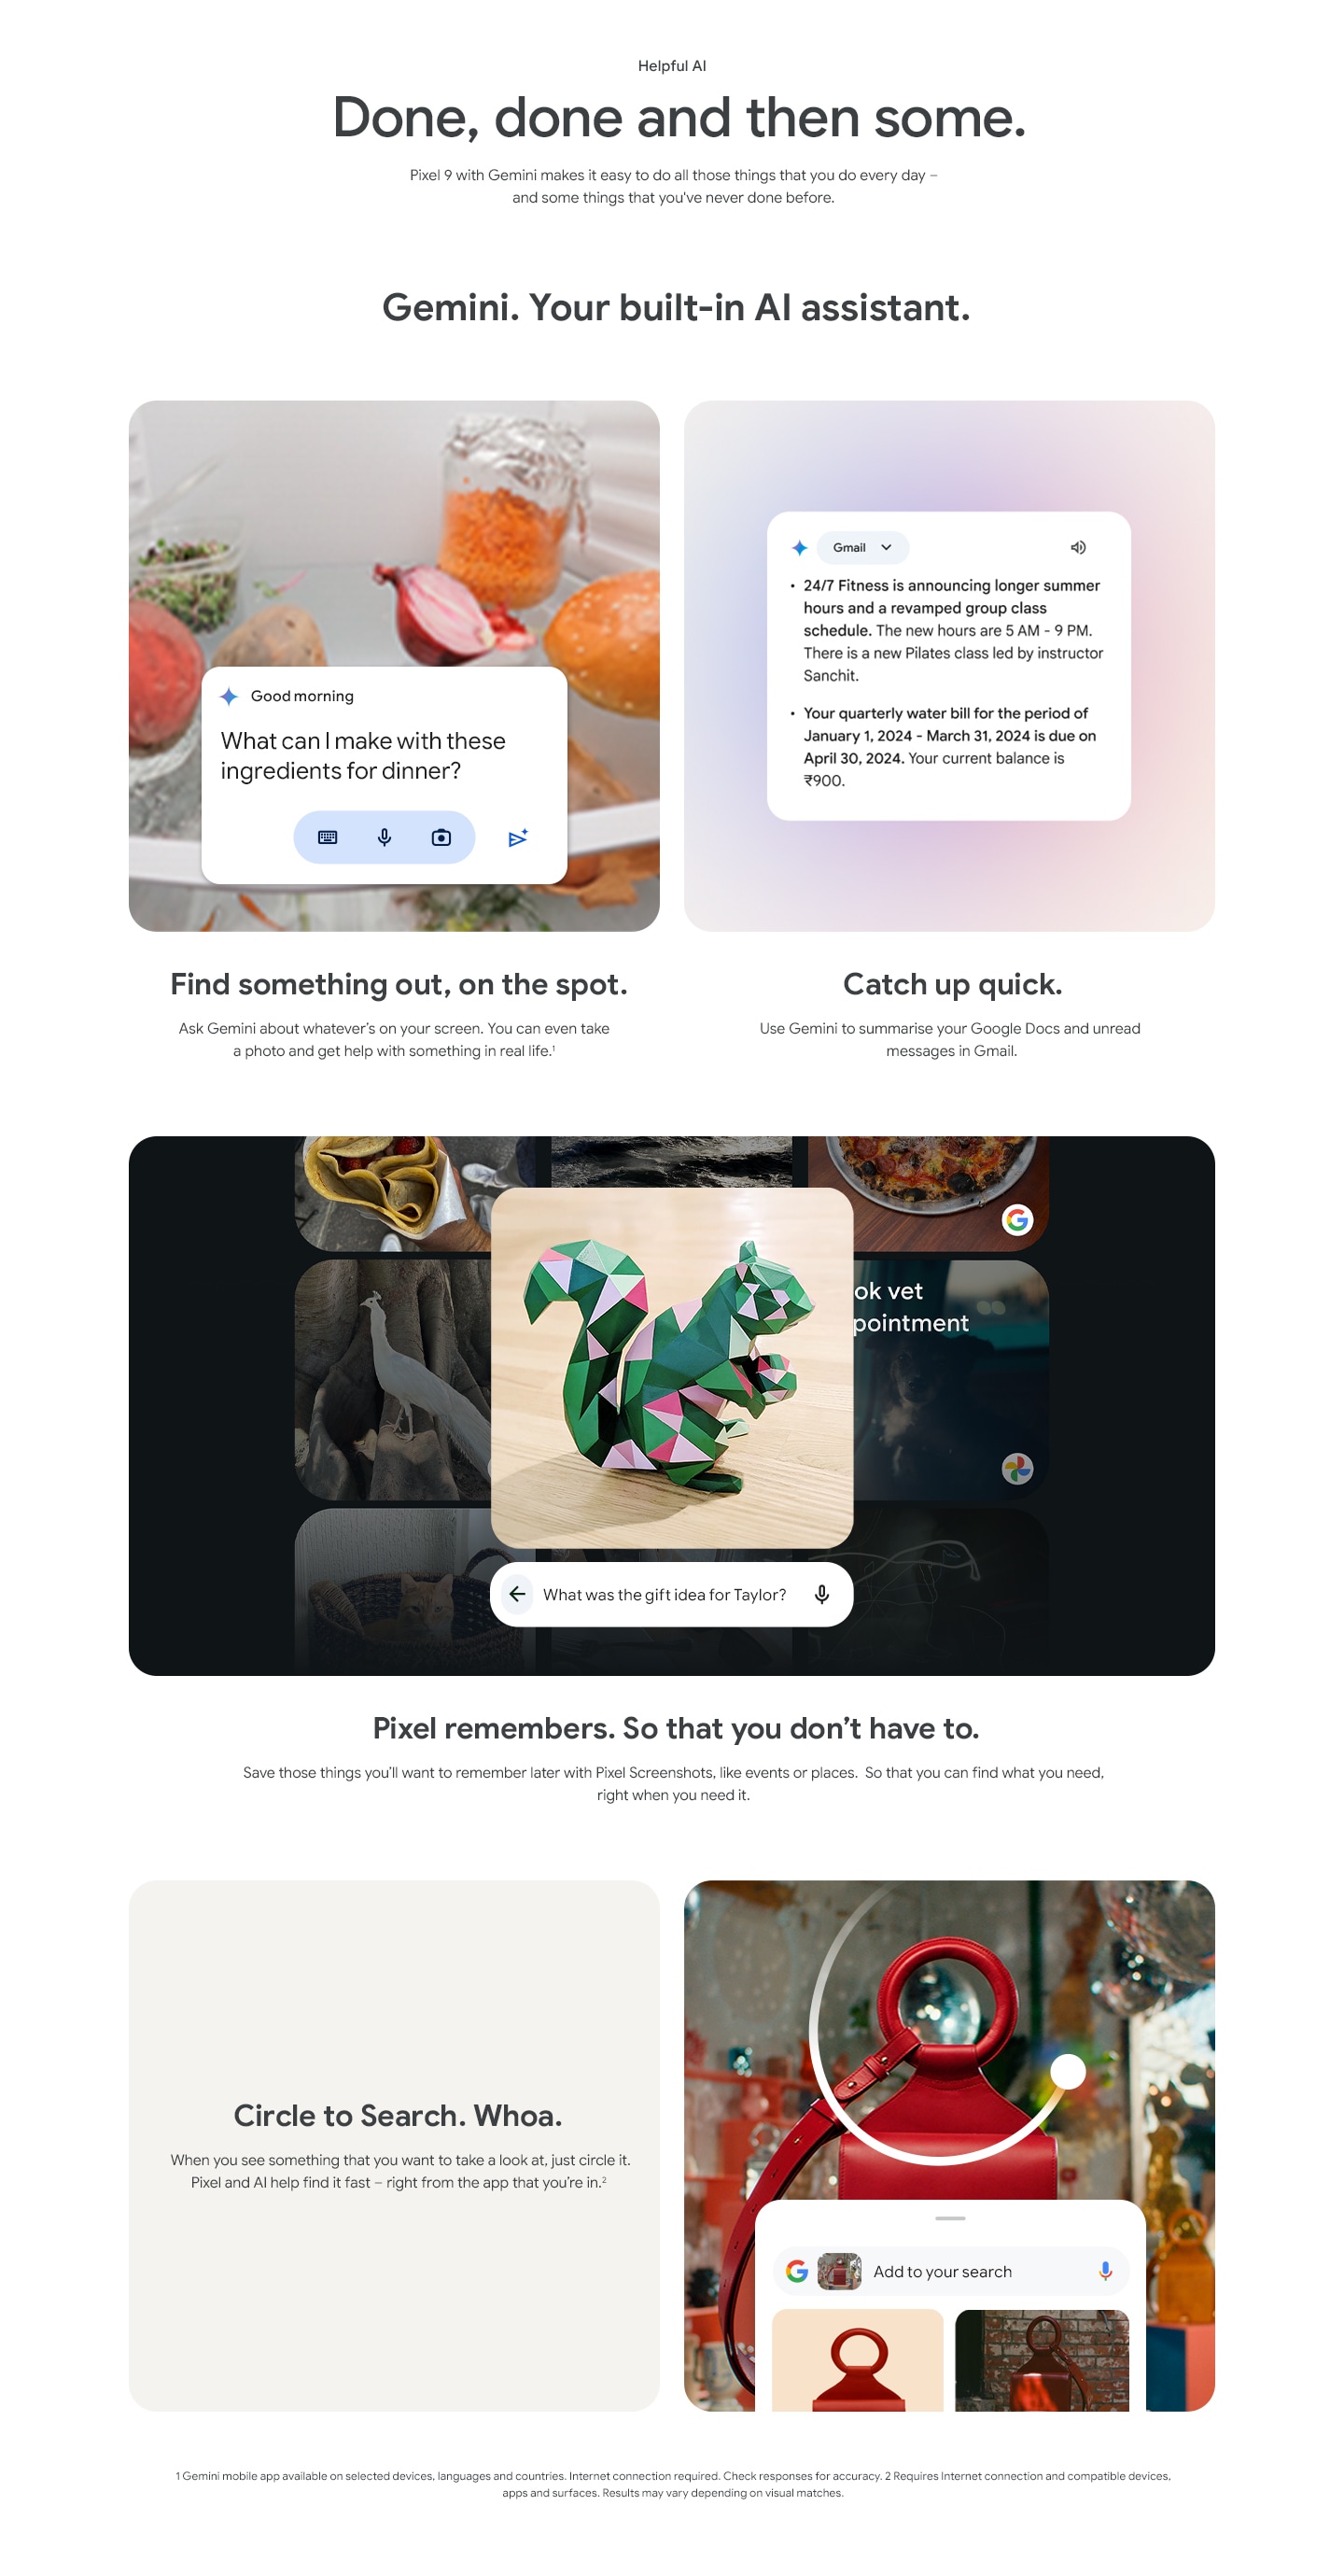 Helpful AI
Done, done and then some.
Pixel 9 with Gemini makes it easy to do all those things that you do every day –
and some things that you've never done before.
Gemini. Your built-in AI assistant.
Good morning
What can I make with these
ingredients for dinner?
Gmail
• 24/7 Fitness is announcing longer summer
hours and a revamped group class
schedule. The new hours are 5 AM - 9 PM.
There is a new Pilates class led by instructor
Sanchit.
• Your quarterly water bill for the period of
January 1, 2024 - March 31, 2024 is due on
April 30, 2024. Your current balance is
₹900.
Find something out, on the spot.
Ask Gemini about whatever's on your screen. You can even take
a photo and get help with something in real life.¹
Catch up quick.
Use Gemini to summarise your Google Docs and unread
messages in Gmail.
ok vet
pointment
What was the gift idea for Taylor?
Pixel remembers. So that you don't have to.
Save those things you'll want to remember later with Pixel Screenshots, like events or places. So that you can find what you need,
right when you need it.
Circle to Search. Whoa.
When you see something that you want to take a look at, just circle it.
Pixel and AI help find it fast – right from the app that you're in.²
G
Add to your search
1 Gemini mobile app available on selected devices, languages and countries. Internet connection required. Check responses for accuracy. 2 Requires Internet connection and compatible devices,
apps and surfaces. Results may vary depending on visual matches.